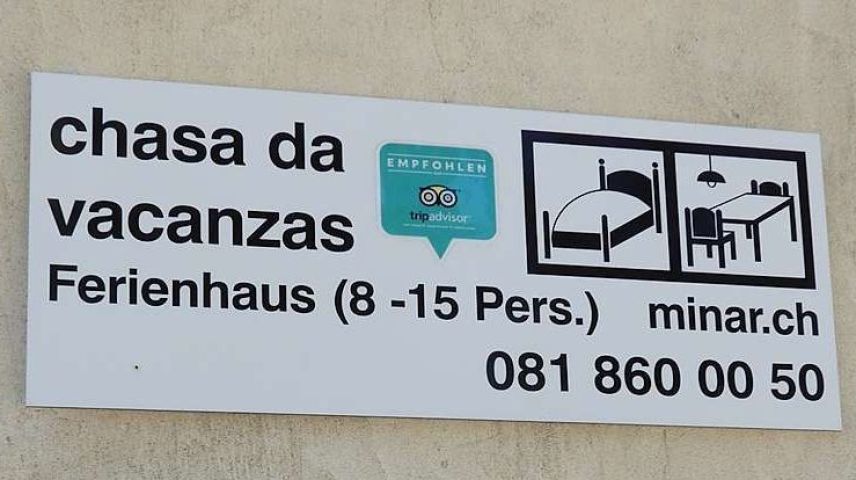 chasa da
vacanzas
Ferienhaus (8 -15 Pers.)
EMPFOHLEN
tripadvisor
minar.ch
081 860 00 50